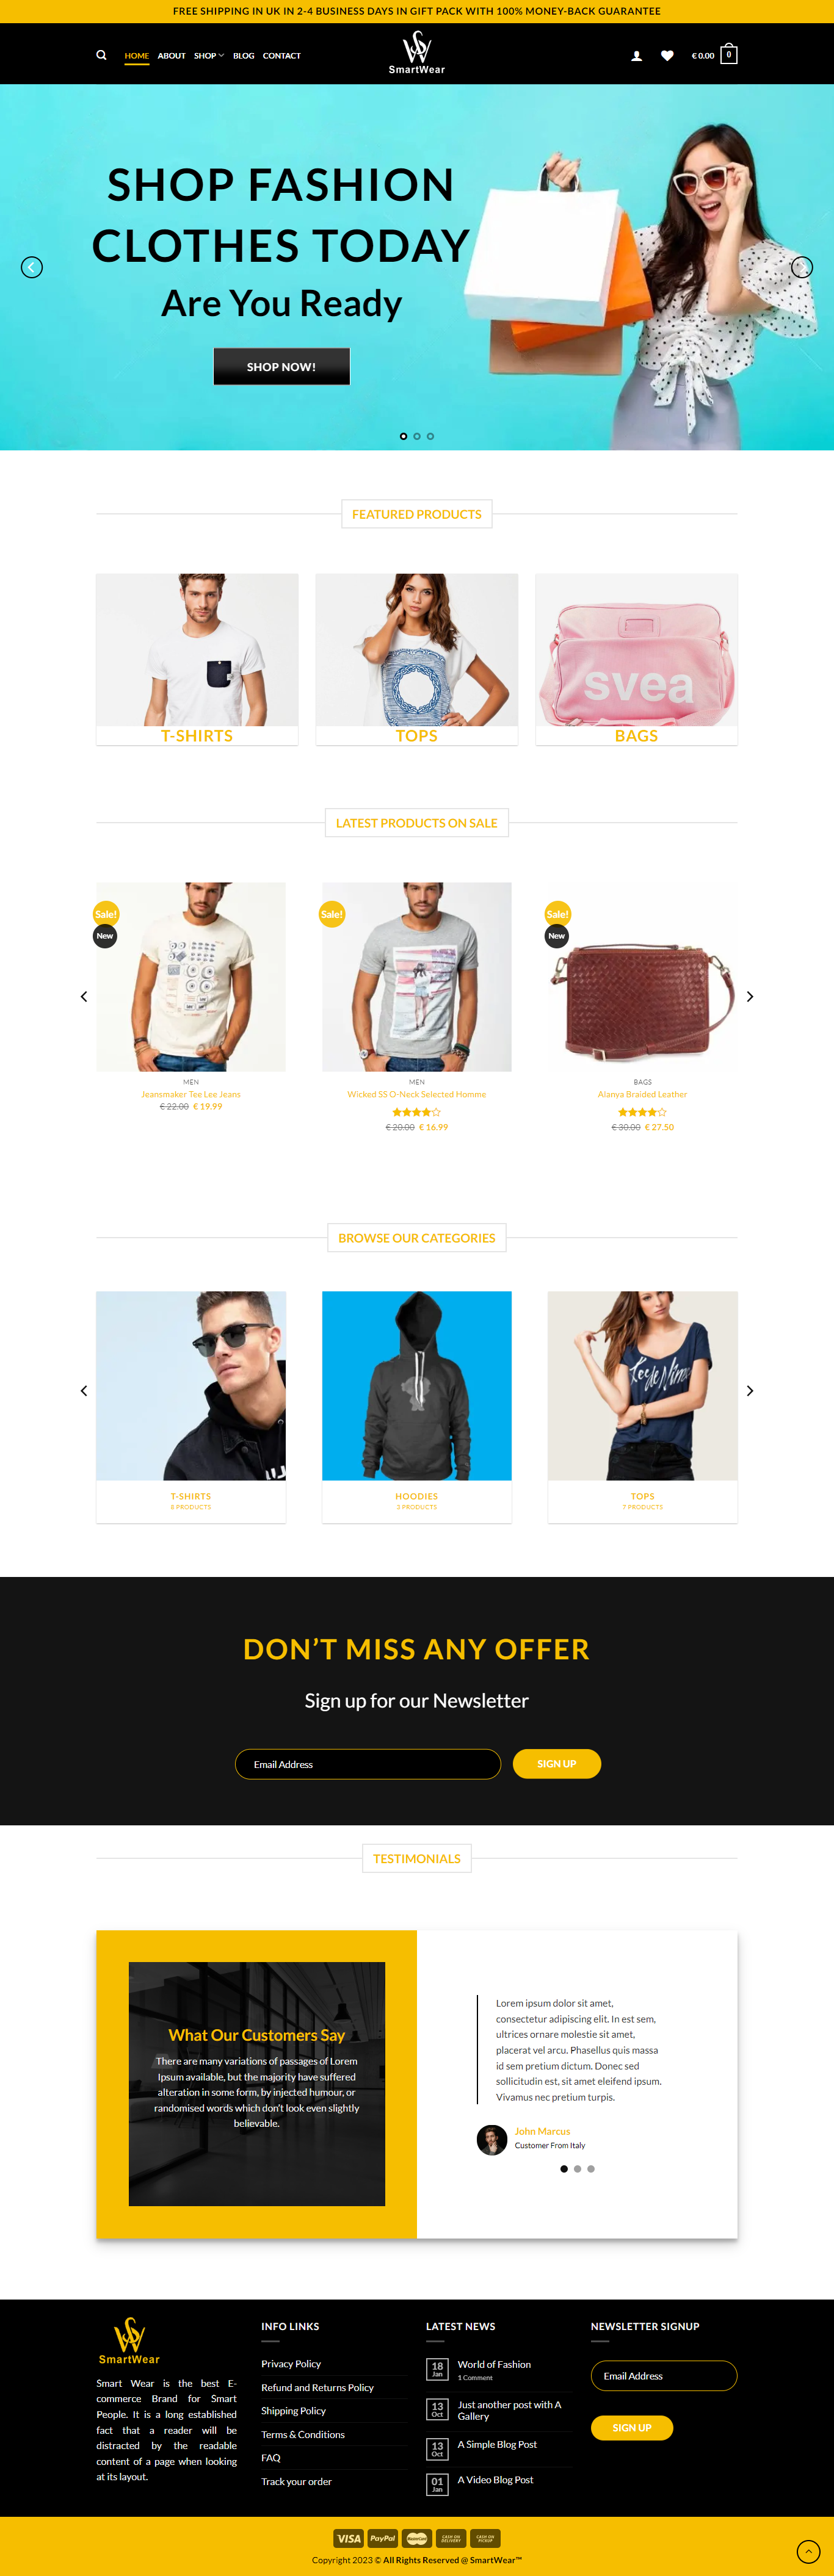 FREE SHIPPING IN UK IN 2-4 BUSINESS DAYS IN GIFT PACK WITH 100% MONEY-BACK GUARANTEE
HOME ABOUT SHOP BLOG CONTACT
SmartWear
€ 0.00 0
SHOP FASHION
CLOTHES TODAY
Are You Ready
SHOP NOW!
FEATURED PRODUCTS
svea
T-SHIRTS
TOPS
BAGS
LATEST PRODUCTS ON SALE
Sale!
New
Sale!
Sale!
New
MEN
Jeansmaker Tee Lee Jeans
€ 22.00 € 19.99
MEN
Wicked SS O-Neck Selected Homme
€ 20.00 € 16.99
BAGS
Alanya Braided Leather
€ 30.00 € 27.50
BROWSE OUR CATEGORIES
T-SHIRTS
8 PRODUCTS
HOODIES
3 PRODUCTS
TOPS
7 PRODUCTS
DON’T MISS ANY OFFER
Sign up for our Newsletter
Email Address
SIGN UP
TESTIMONIALS
What Our Customers Say
There are many variations of passages of Lorem
Ipsum available, but the majority have suffered
alteration in some form, by injected humour, or
randomised words which don’t look even slightly
believable.
Lorem ipsum dolor sit amet,
consectetur adipiscing elit. In est sem,
ultrices ornare molestie sit amet,
placerat vel arcu. Phasellus quis massa
id sem pretium dictum. Donec sed
sollicitudin est, sit amet eleifend ipsum.
Vivamus nec pretium turpis.
John Marcus
Customer From Italy
SmartWear
Smart Wear is the best E-
commerce Brand for Smart
People. It is a long established
fact that a reader will be
distracted by the readable
content of a page when looking
at its layout.
INFO LINKS
Privacy Policy
Refund and Returns Policy
Shipping Policy
Terms & Conditions
FAQ
Track your order
LATEST NEWS
18
Jan
World of Fashion
1 Comment
13
Oct
Just another post with A
Gallery
13
Oct
A Simple Blog Post
01
Jan
A Video Blog Post
NEWSLETTER SIGNUP
Email Address
SIGN UP
VISA PayPal MasterCard CASH ON DELIVERY CASH ON PICKUP
Copyright 2023 © All Rights Reserved @ SmartWear™